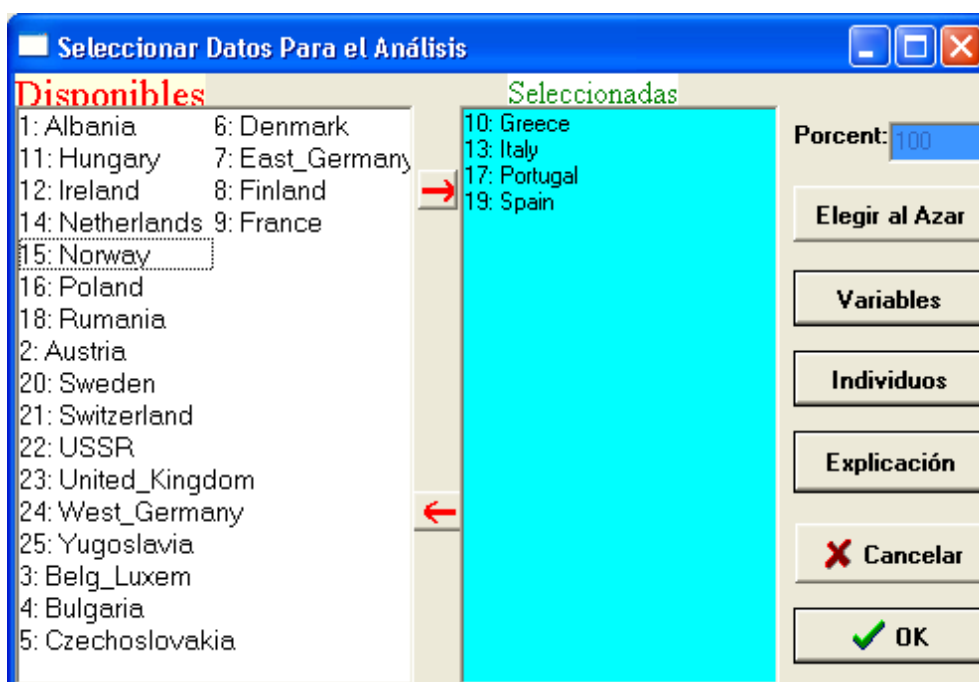 Seleccionar Datos Para el Análisis
Disponibles
Seleccionadas
1: Albania
11: Hungary
12: Ireland
14: Netherlands
15: Norway
16: Poland
18: Rumania
2: Austria
20: Sweden
21: Switzerland
22: USSR
23: United_Kingdom
24: West_Germany
25: Yugoslavia
3: Belg_Luxem
4: Bulgaria
5: Czechoslovakia
6: Denmark
7: East_Germany
8: Finland
9: France
10: Greece
13: Italy
17: Portugal
19: Spain
Porcent: 100
Elegir al Azar
Variables
Individuos
Explicación
Cancelar
OK